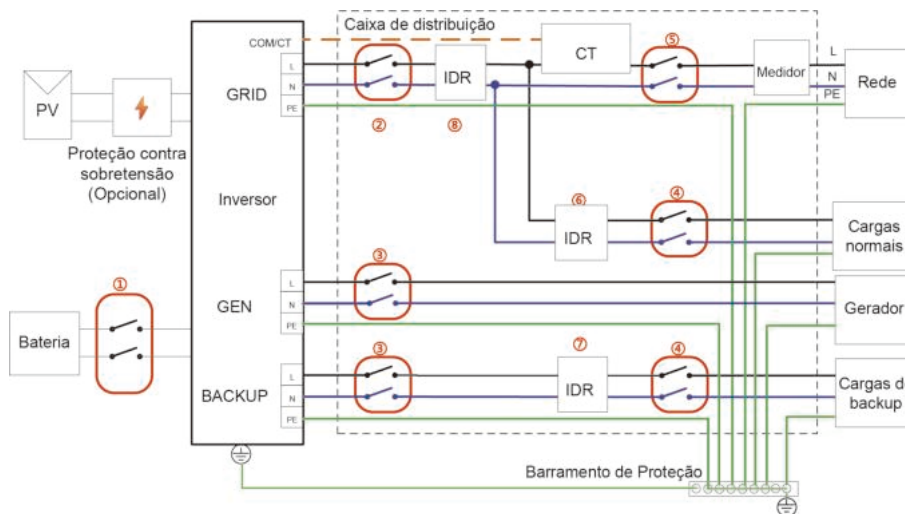 Caixa de distribuição
COM/CT
CT
⑤
L
L
IDR
Medidor
N
Rede
N
GRID
PE
PE
PV
②
⑧
Proteção contra
sobretensão
(Opcional)
Inversor
⑥
④
IDR
Cargas
normais
③
①
L
GEN
N
Gerador
PE
Bateria
③
⑦
④
L
IDR
Cargas de
BACKUP
N
backup
PE
Barramento de Proteção